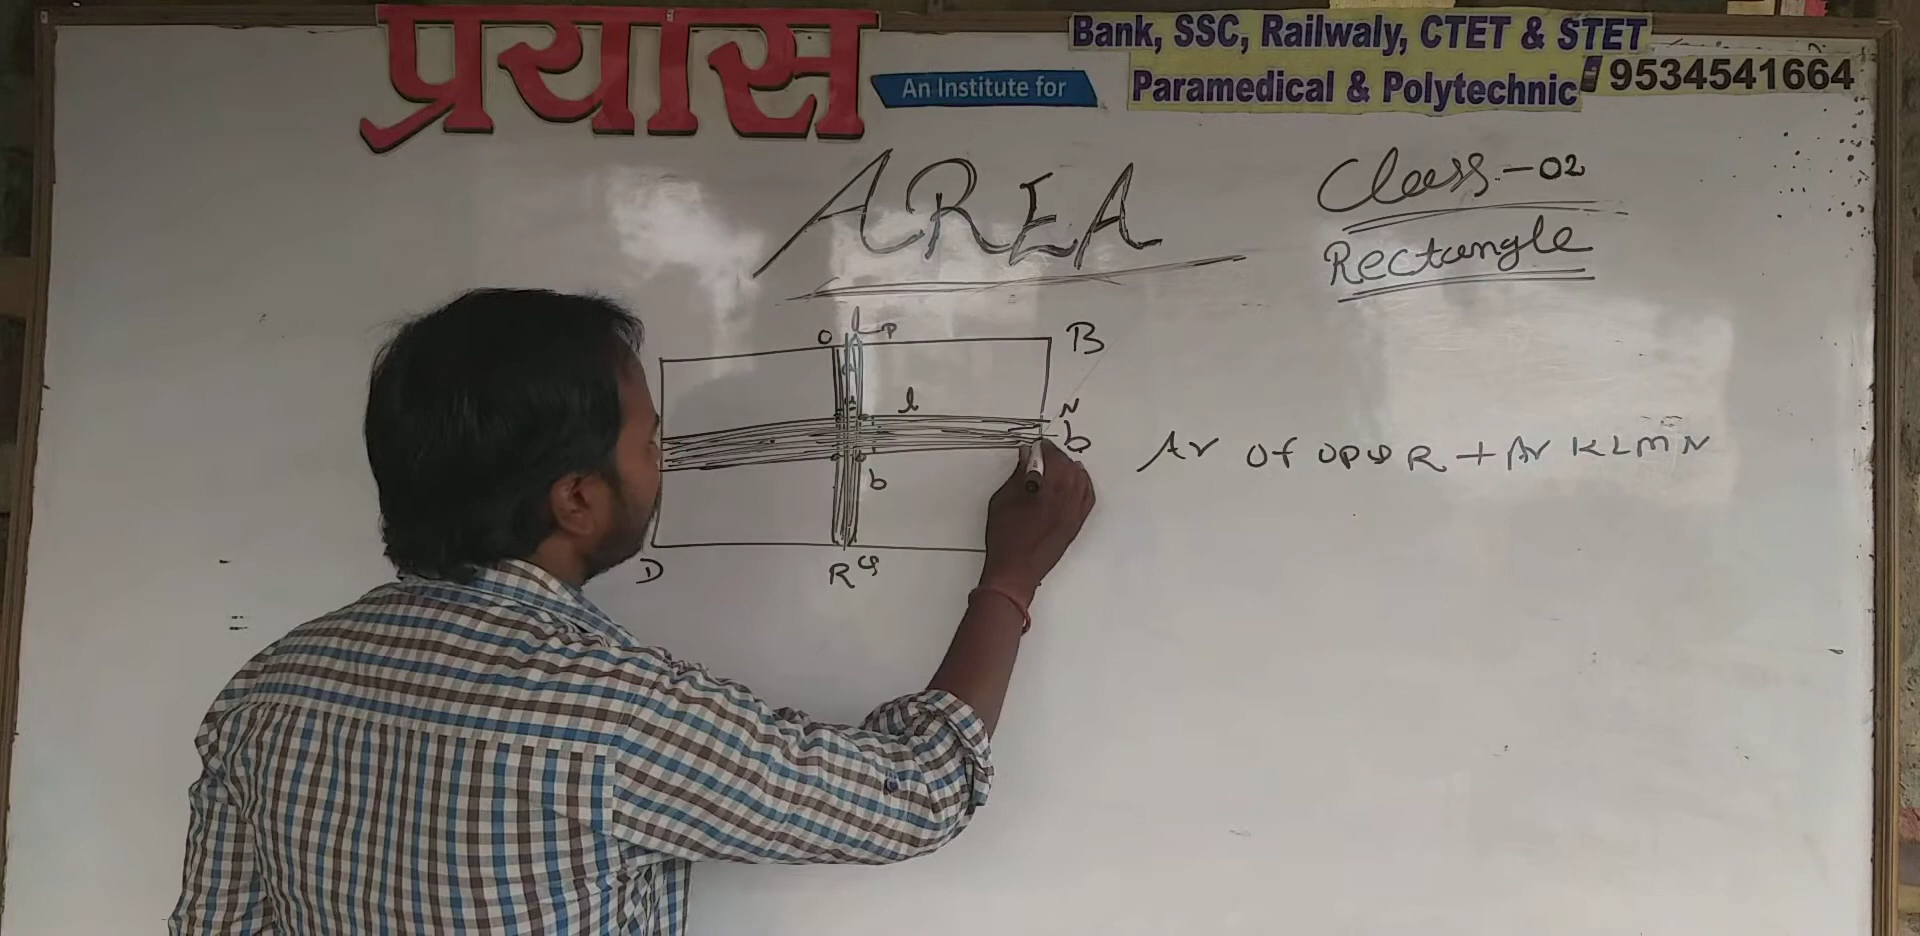 प्रयास
An Institute for
Bank, SSC, Railwaly, CTET & STET
Paramedical & Polytechnic
9534541664
AREA
Class-02
Rectangle
O P B
l N
b
b
D R Q
Ar of OPQR + Ar KLMN